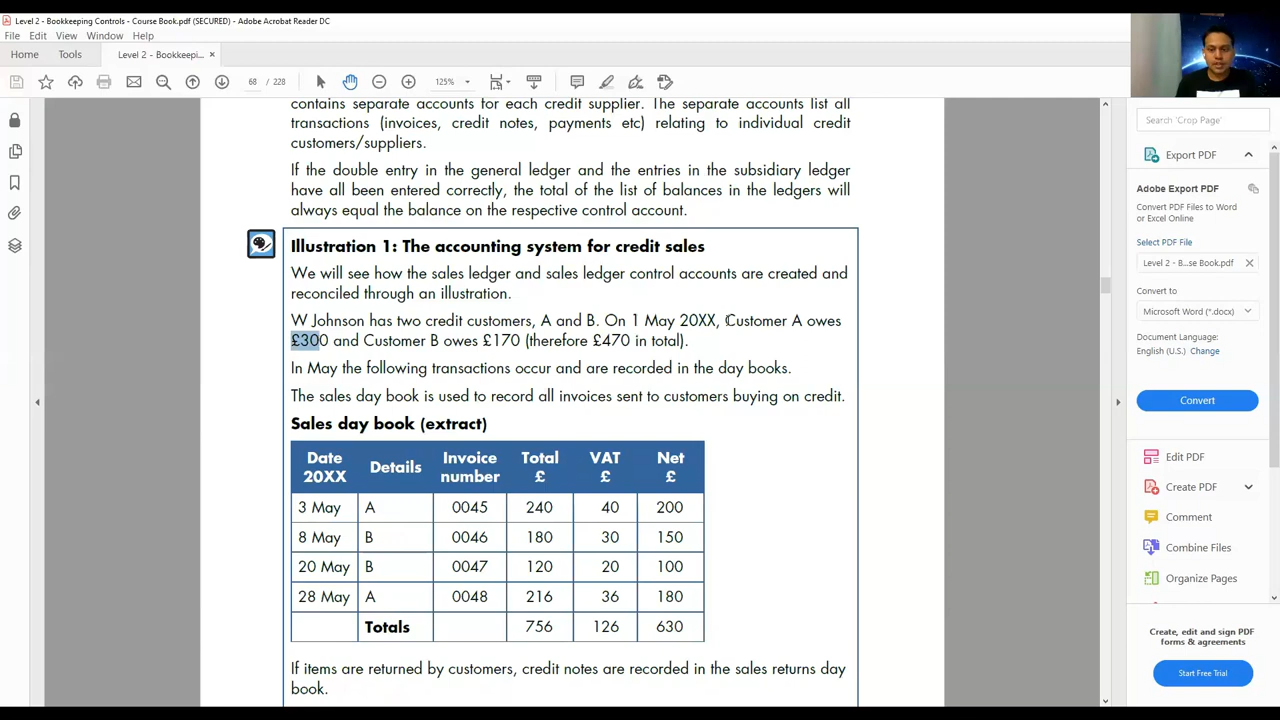 Level 2 - Bookkeeping Controls - Course Book.pdf (SECURED) - Adobe Acrobat Reader DC
File Edit View Window Help
Home Tools Level 2 - Bookkeepi... ×
68 / 228 125%
contains separate accounts for each credit supplier. The separate accounts list all
transactions (invoices, credit notes, payments etc) relating to individual credit
customers/suppliers.
If the double entry in the general ledger and the entries in the subsidiary ledger
have all been entered correctly, the total of the list of balances in the ledgers will
always equal the balance on the respective control account.
Illustration 1: The accounting system for credit sales
We will see how the sales ledger and sales ledger control accounts are created and
reconciled through an illustration.
W Johnson has two credit customers, A and B. On 1 May 20XX, Customer A owes
£300 and Customer B owes £170 (therefore £470 in total).
In May the following transactions occur and are recorded in the day books.
The sales day book is used to record all invoices sent to customers buying on credit.
Sales day book (extract)
Date 20XX Details Invoice number Total £ VAT £ Net £
3 May A 0045 240 40 200
8 May B 0046 180 30 150
20 May B 0047 120 20 100
28 May A 0048 216 36 180
Totals 756 126 630
If items are returned by customers, credit notes are recorded in the sales returns day
book.
Search 'Crop Page'
Export PDF
Adobe Export PDF
Convert PDF Files to Word
or Excel Online
Select PDF File
Level 2 - B...se Book.pdf ×
Convert to
Microsoft Word (*.docx)
Document Language:
English (U.S.) Change
Convert
Edit PDF
Create PDF
Comment
Combine Files
Organize Pages
Create, edit and sign PDF
forms & agreements
Start Free Trial